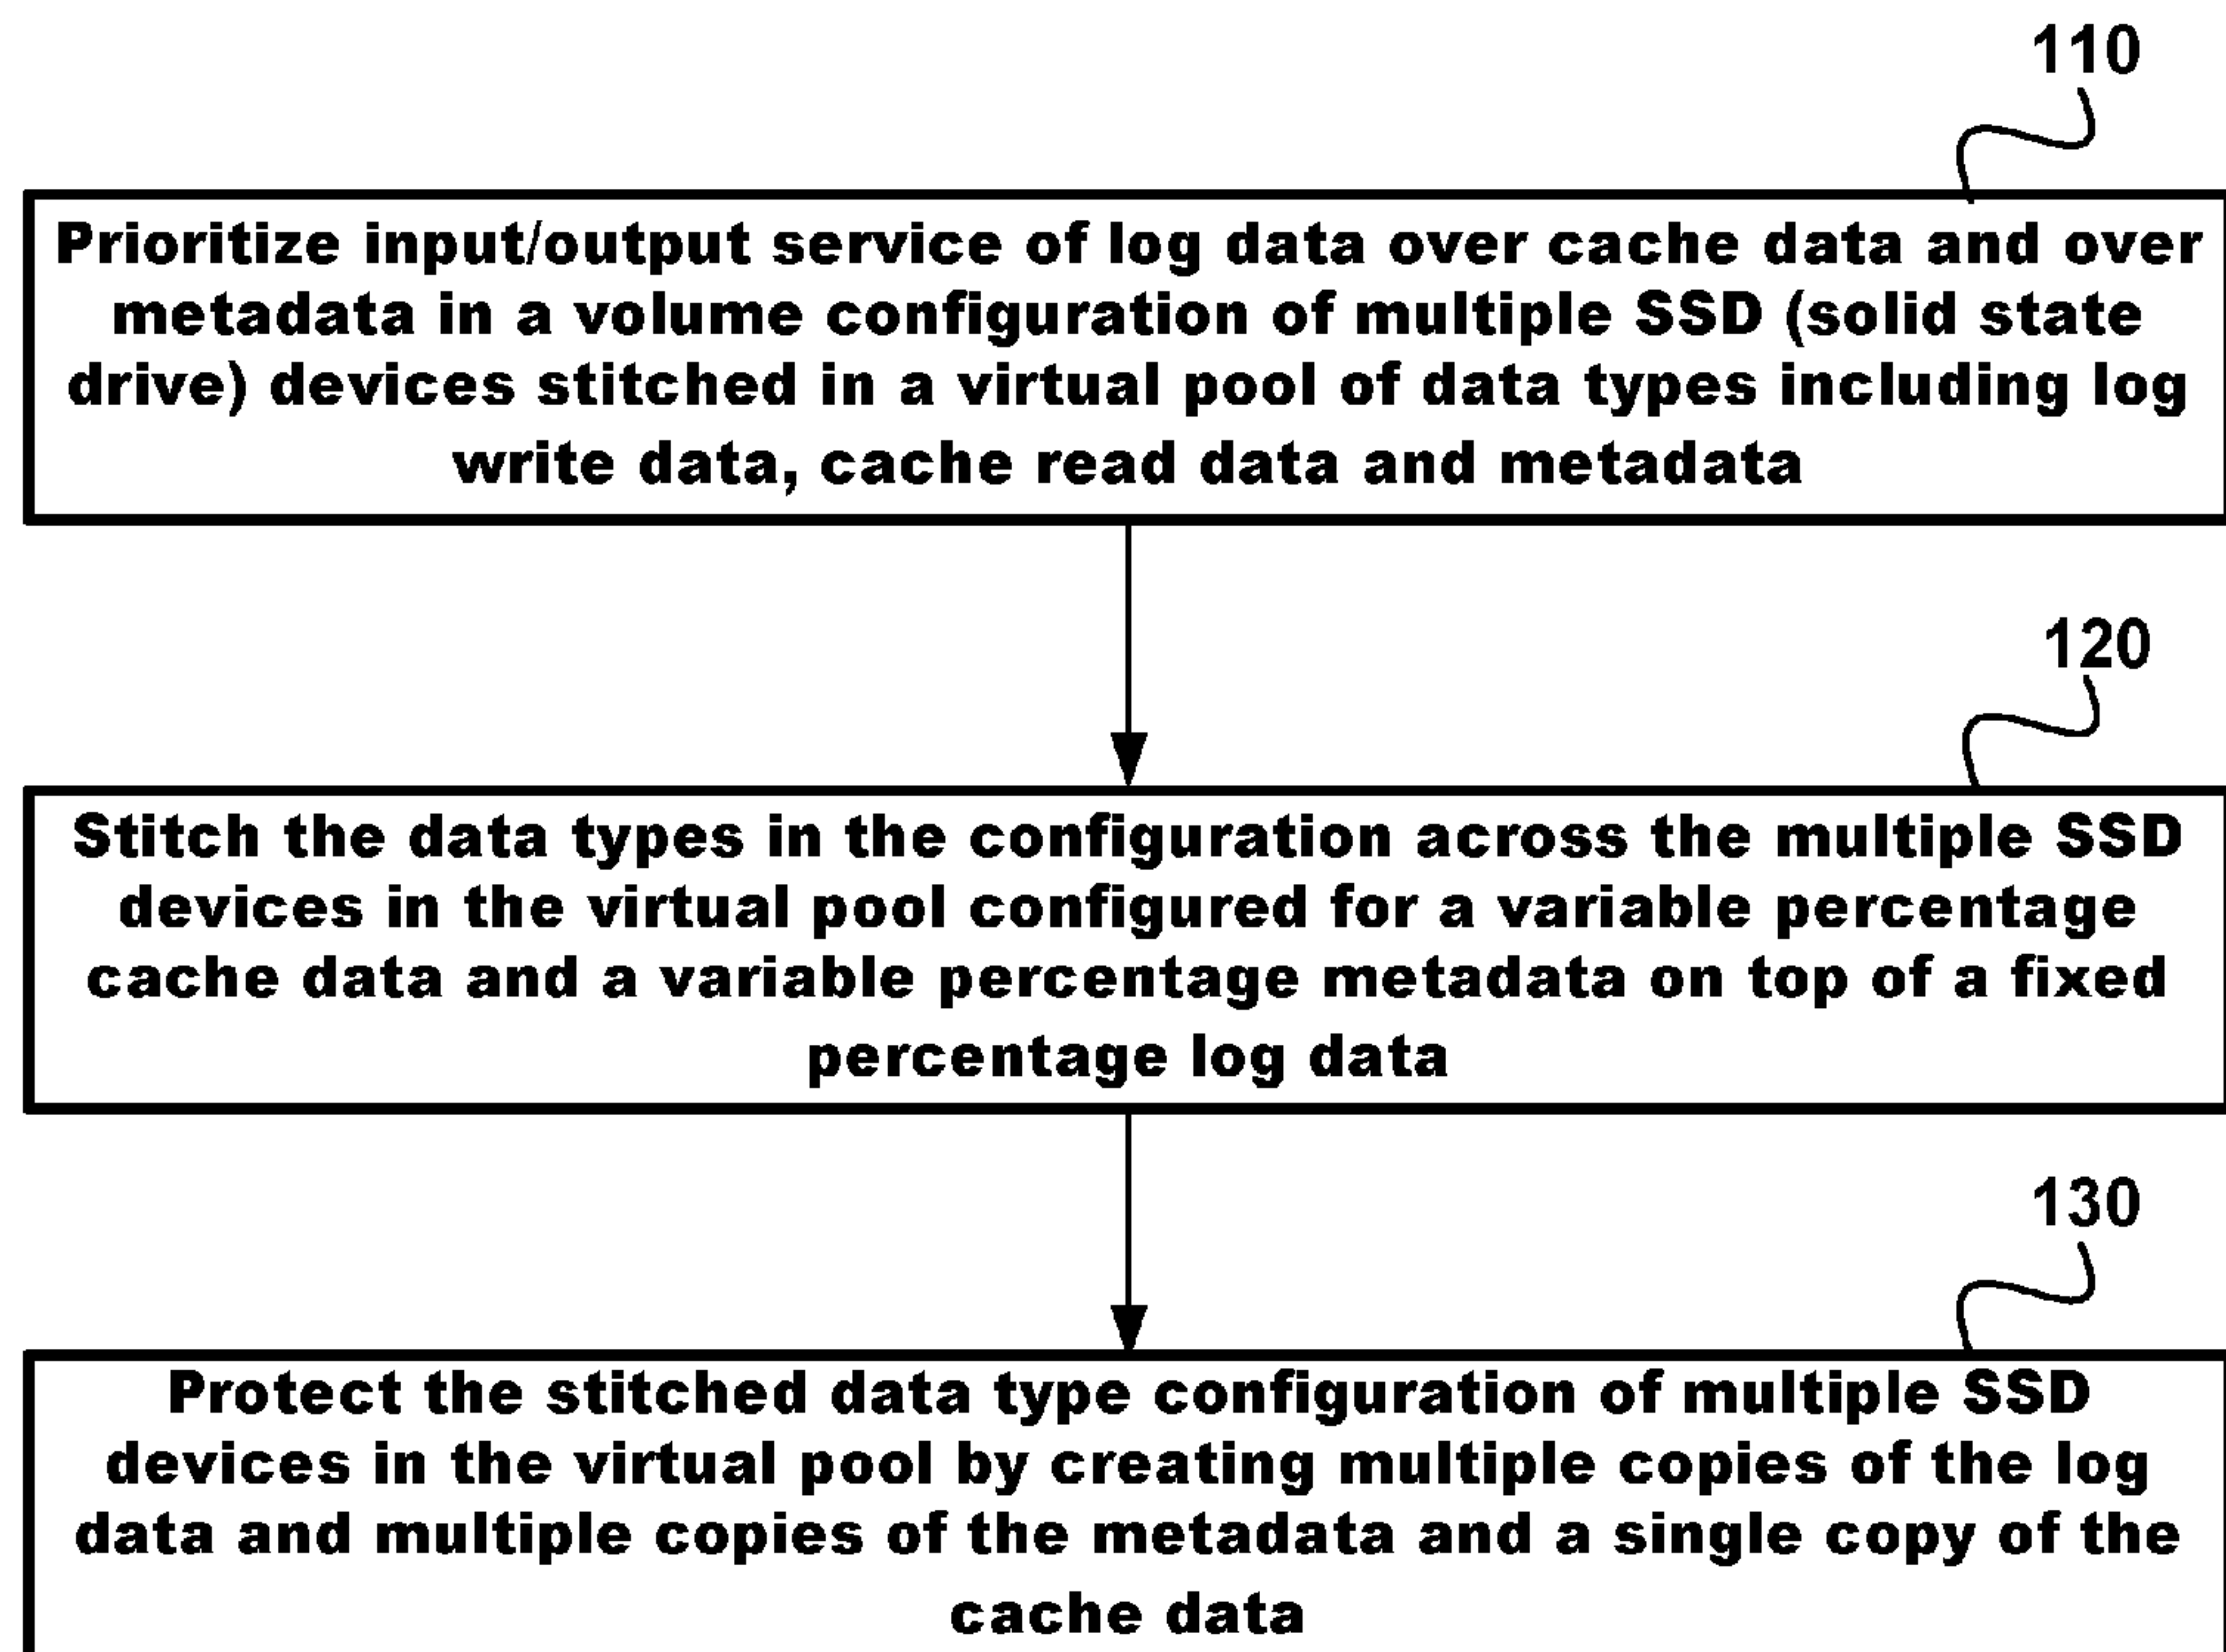 110
Prioritize input/output service of log data over cache data and over
metadata in a volume configuration of multiple SSD (solid state
drive) devices stitched in a virtual pool of data types including log
write data, cache read data and metadata
120
Stitch the data types in the configuration across the multiple SSD
devices in the virtual pool configured for a variable percentage
cache data and a variable percentage metadata on top of a fixed
percentage log data
130
Protect the stitched data type configuration of multiple SSD
devices in the virtual pool by creating multiple copies of the log
data and multiple copies of the metadata and a single copy of the
cache data